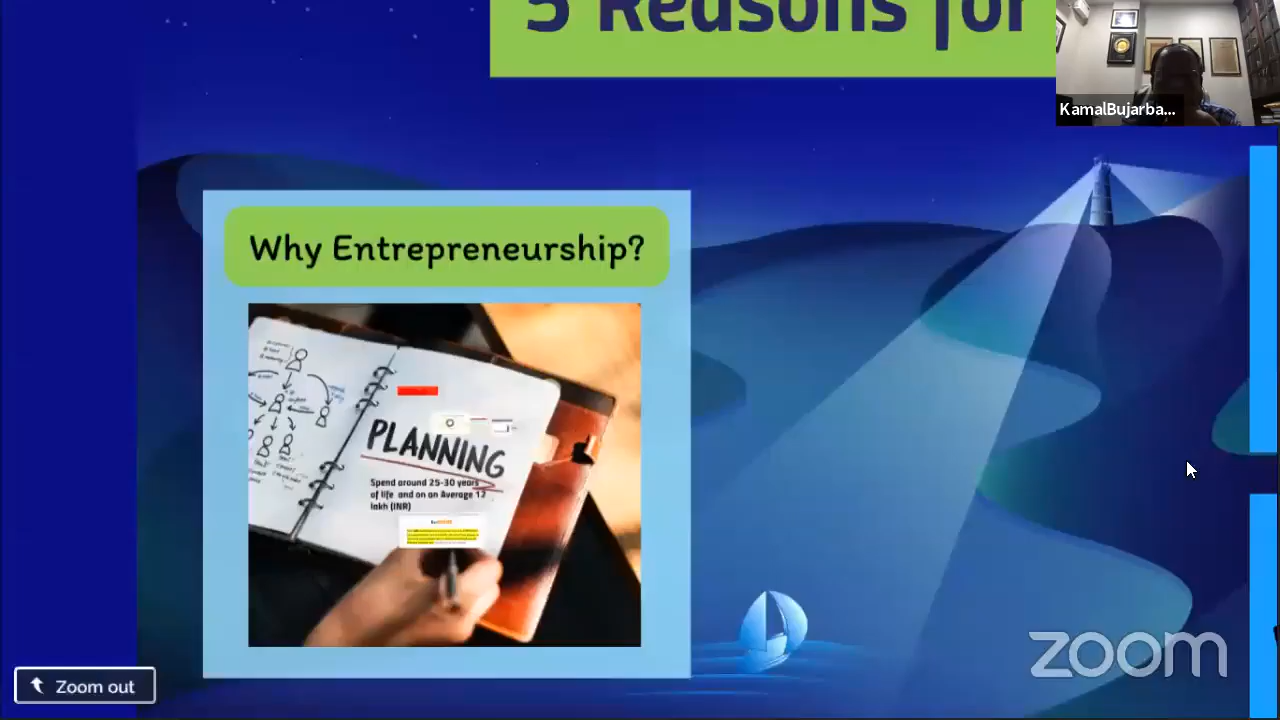 5 Reasons for
KamalBujarba...
Why Entrepreneurship?
PLANNING
Spend around 25-30 years
of life and on an Average 12
lakh (INR)
Zoom out
zoom